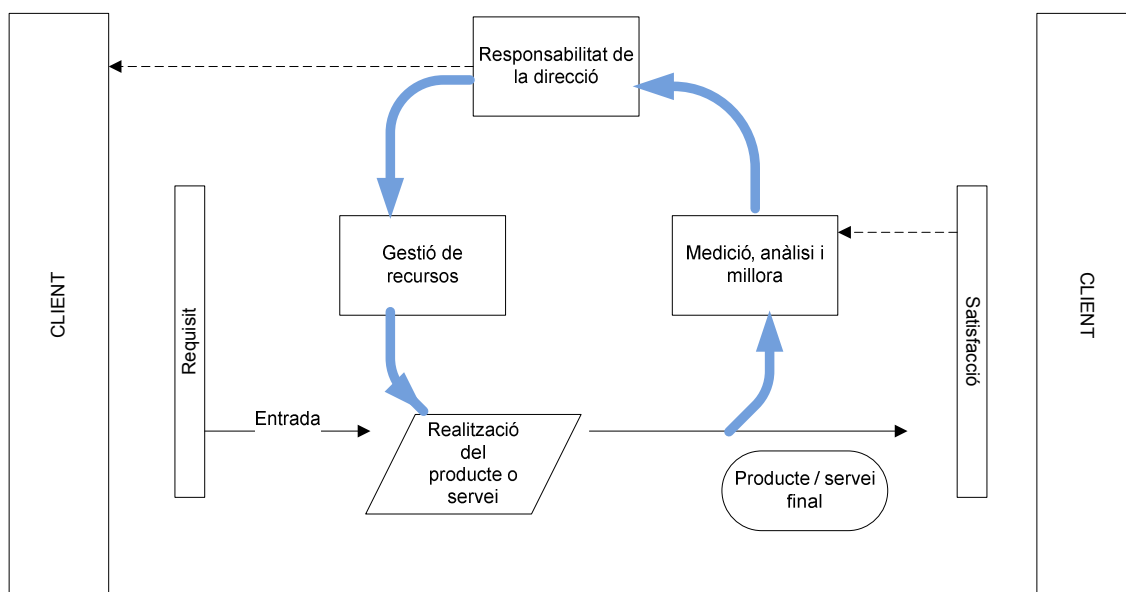 CLIENT
Responsabilitat de
la direcció
Requisit
Gestió de
recursos
Medició, anàlisi i
millora
Satisfacció
CLIENT
Entrada
Realització
del
producte o
servei
Producte / servei
final